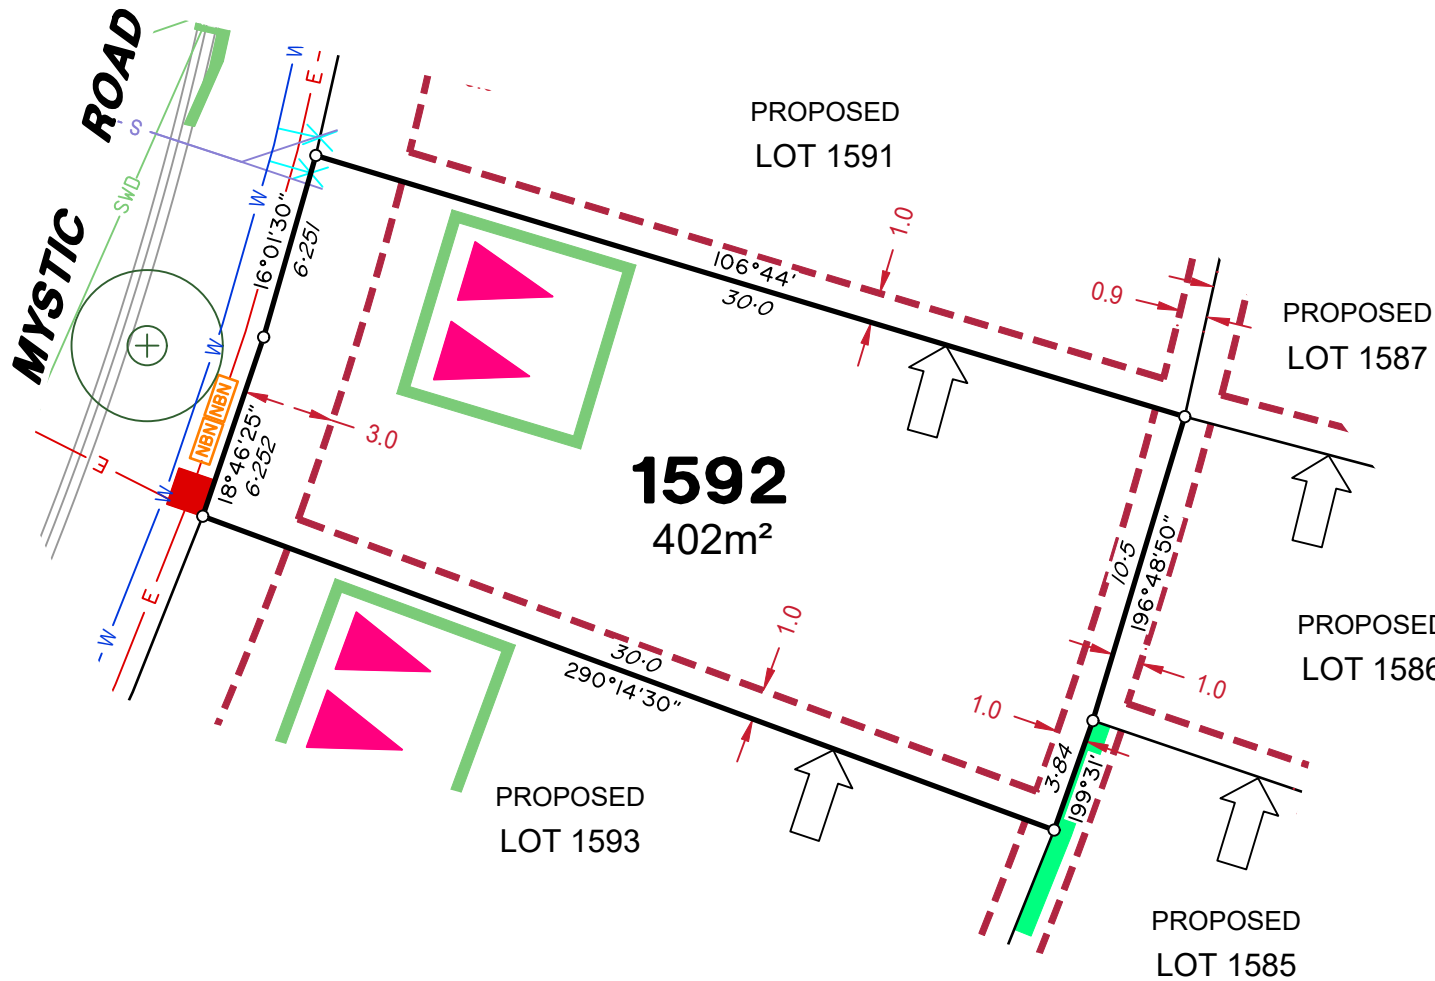 MYSTIC ROAD
PROPOSED
LOT 1591
W
E
S
SWD
W
16°01'30"
6·251
106°44'
30·0
1.0
0.9
PROPOSED
LOT 1587
W
NBN
NBN
3.0
18°46'25"
6·252
E
W
1592
402m²
10·5
196°48'50"
PROPOSED
LOT 1586
E
W
1.0
30·0
290°14'30"
1.0
1.0
3·84
199°31'
PROPOSED
LOT 1593
PROPOSED
LOT 1585